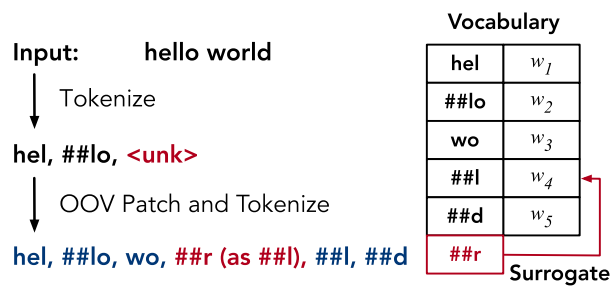 Vocabulary
Input: hello world
Tokenize
hel, ##lo, <unk>
OOV Patch and Tokenize
hel, ##lo, wo, ##r (as ##l), ##l, ##d
hel w1
##lo w2
wo w3
##l w4
##d w5
##r
Surrogate